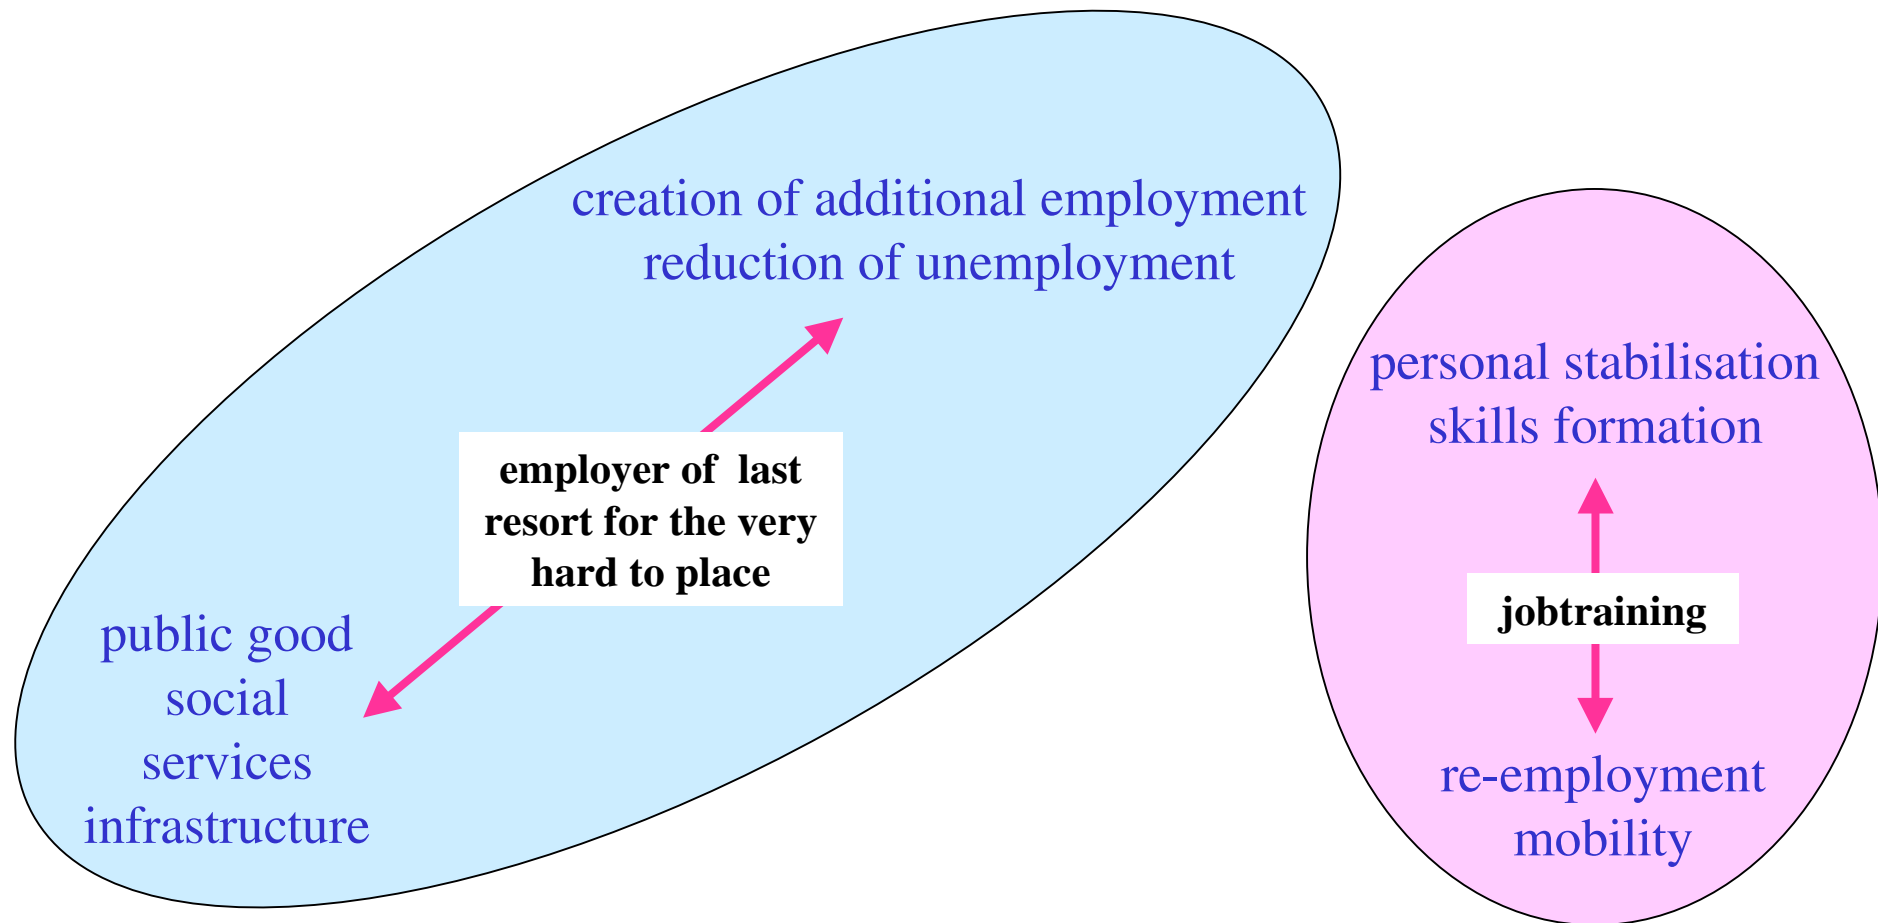 creation of additional employment
reduction of unemployment
employer of  last
resort for the very
hard to place
public good
social
services
infrastructure
personal stabilisation
skills formation
jobtraining
re-employment
mobility